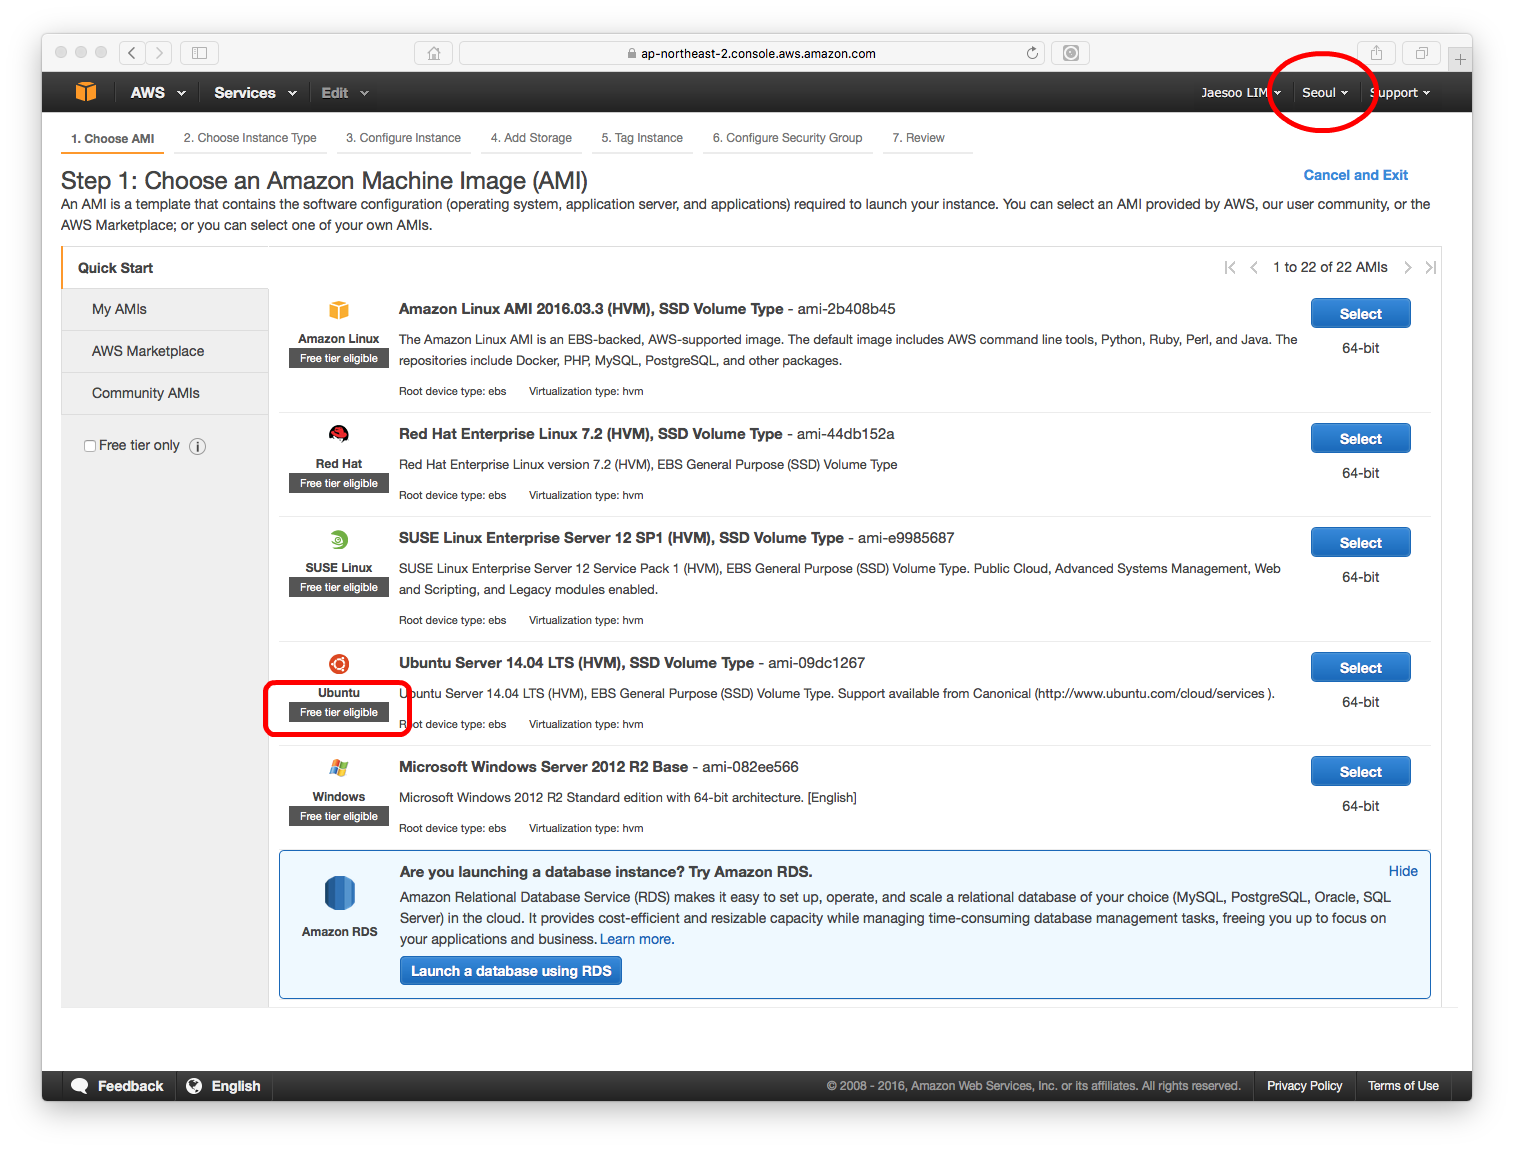 ap-northeast-2.console.aws.amazon.com
AWS Services Edit Jaesoo LIM Seoul Support
1. Choose AMI 2. Choose Instance Type 3. Configure Instance 4. Add Storage 5. Tag Instance 6. Configure Security Group 7. Review
Step 1: Choose an Amazon Machine Image (AMI)
Cancel and Exit
An AMI is a template that contains the software configuration (operating system, application server, and applications) required to launch your instance. You can select an AMI provided by AWS, our user community, or the
AWS Marketplace; or you can select one of your own AMIs.
Quick Start
My AMIs
AWS Marketplace
Community AMIs
Free tier only
1 to 22 of 22 AMIs
Amazon Linux
Free tier eligible
Amazon Linux AMI 2016.03.3 (HVM), SSD Volume Type - ami-2b408b45
The Amazon Linux AMI is an EBS-backed, AWS-supported image. The default image includes AWS command line tools, Python, Ruby, Perl, and Java. The
repositories include Docker, PHP, MySQL, PostgreSQL, and other packages.
Root device type: ebs Virtualization type: hvm
Select
64-bit
Red Hat
Free tier eligible
Red Hat Enterprise Linux 7.2 (HVM), SSD Volume Type - ami-44db152a
Red Hat Enterprise Linux version 7.2 (HVM), EBS General Purpose (SSD) Volume Type
Root device type: ebs Virtualization type: hvm
Select
64-bit
SUSE Linux
Free tier eligible
SUSE Linux Enterprise Server 12 SP1 (HVM), SSD Volume Type - ami-e9985687
SUSE Linux Enterprise Server 12 Service Pack 1 (HVM), EBS General Purpose (SSD) Volume Type. Public Cloud, Advanced Systems Management, Web
and Scripting, and Legacy modules enabled.
Root device type: ebs Virtualization type: hvm
Select
64-bit
Ubuntu
Free tier eligible
Ubuntu Server 14.04 LTS (HVM), SSD Volume Type - ami-09dc1267
Ubuntu Server 14.04 LTS (HVM), EBS General Purpose (SSD) Volume Type. Support available from Canonical (http://www.ubuntu.com/cloud/services ).
Root device type: ebs Virtualization type: hvm
Select
64-bit
Windows
Free tier eligible
Microsoft Windows Server 2012 R2 Base - ami-082ee566
Microsoft Windows 2012 R2 Standard edition with 64-bit architecture. [English]
Root device type: ebs Virtualization type: hvm
Select
64-bit
Amazon RDS
Are you launching a database instance? Try Amazon RDS.
Hide
Amazon Relational Database Service (RDS) makes it easy to set up, operate, and scale a relational database of your choice (MySQL, PostgreSQL, Oracle, SQL
Server) in the cloud. It provides cost-efficient and resizable capacity while managing time-consuming database management tasks, freeing you up to focus on
your applications and business. Learn more.
Launch a database using RDS
Feedback English © 2008 - 2016, Amazon Web Services, Inc. or its affiliates. All rights reserved. Privacy Policy Terms of Use